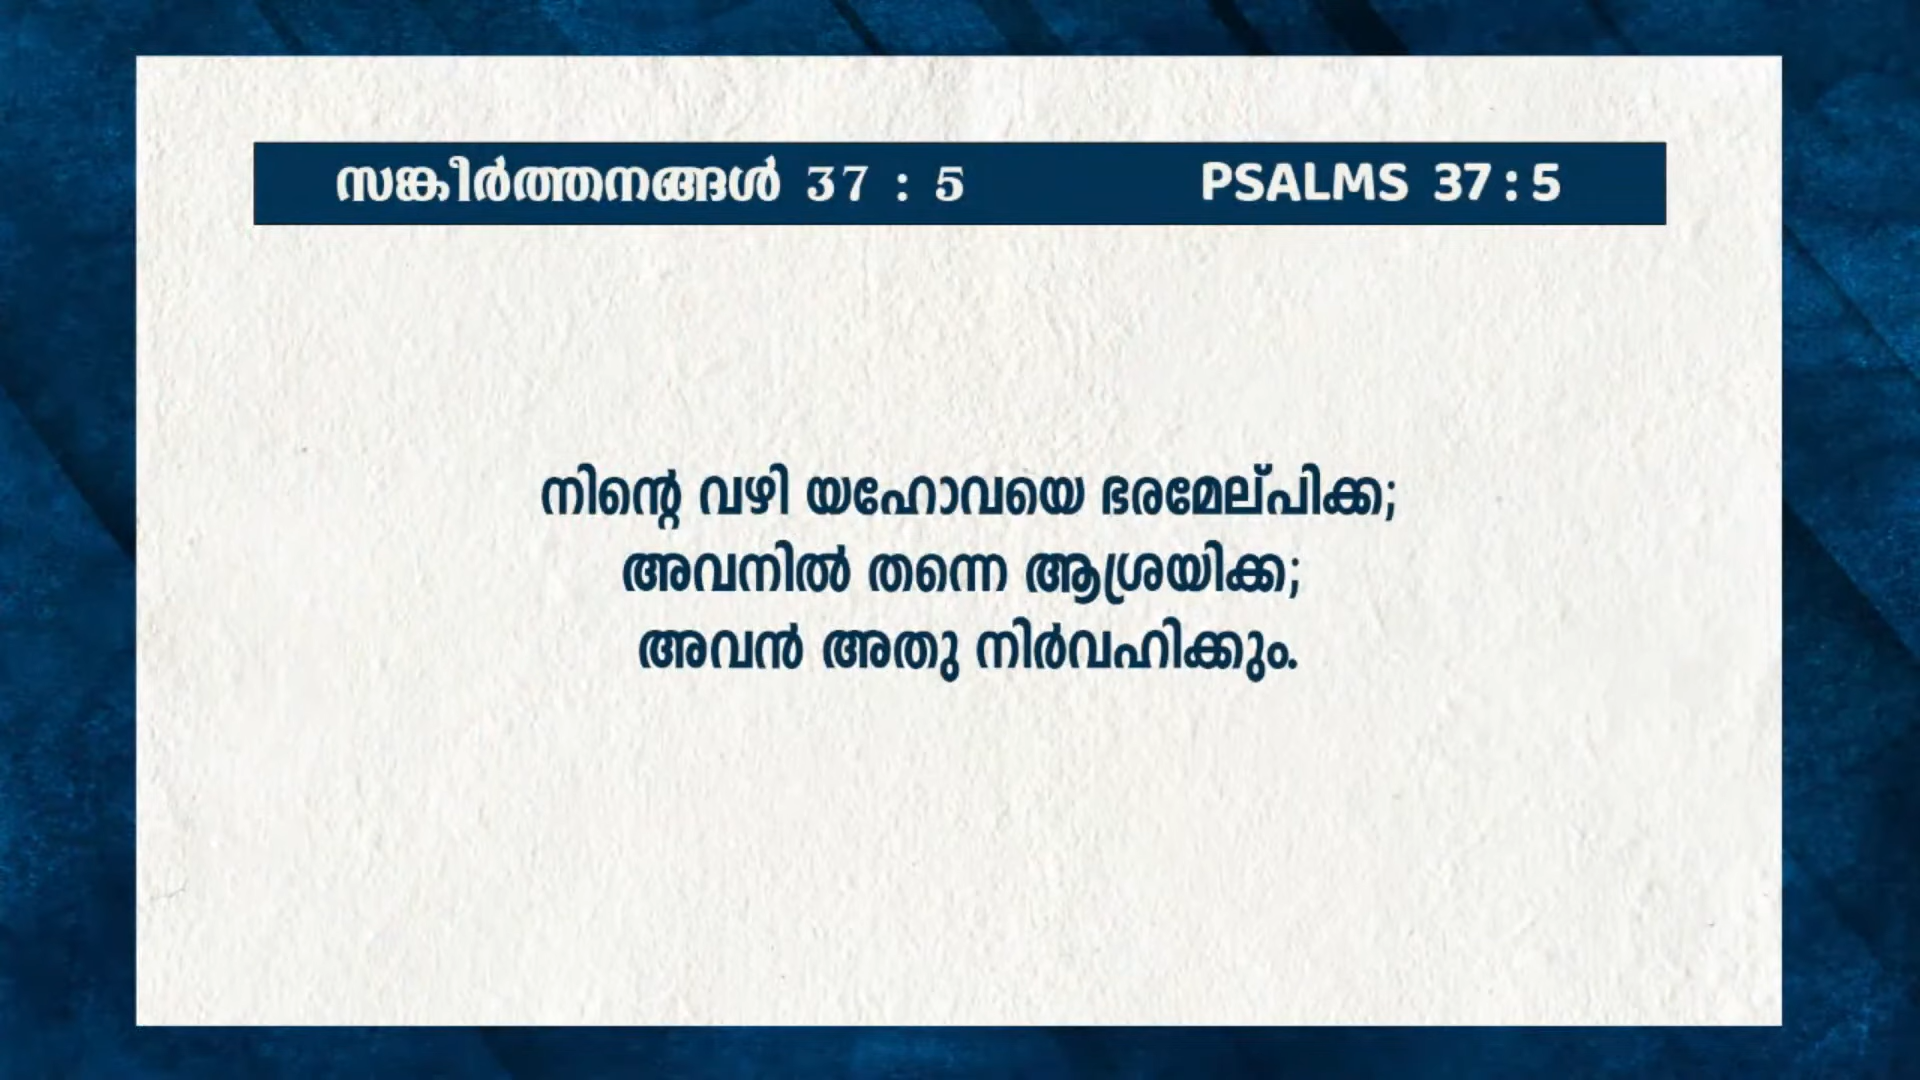 സങ്കീർത്തനങ്ങൾ 37 : 5 PSALMS 37 : 5
നിന്റെ വഴി യഹോവയെ ഭരമേല്പിക്ക;
അവനിൽ തന്നെ ആശ്രയിക്ക;
അവൻ അതു നിർവഹിക്കും.